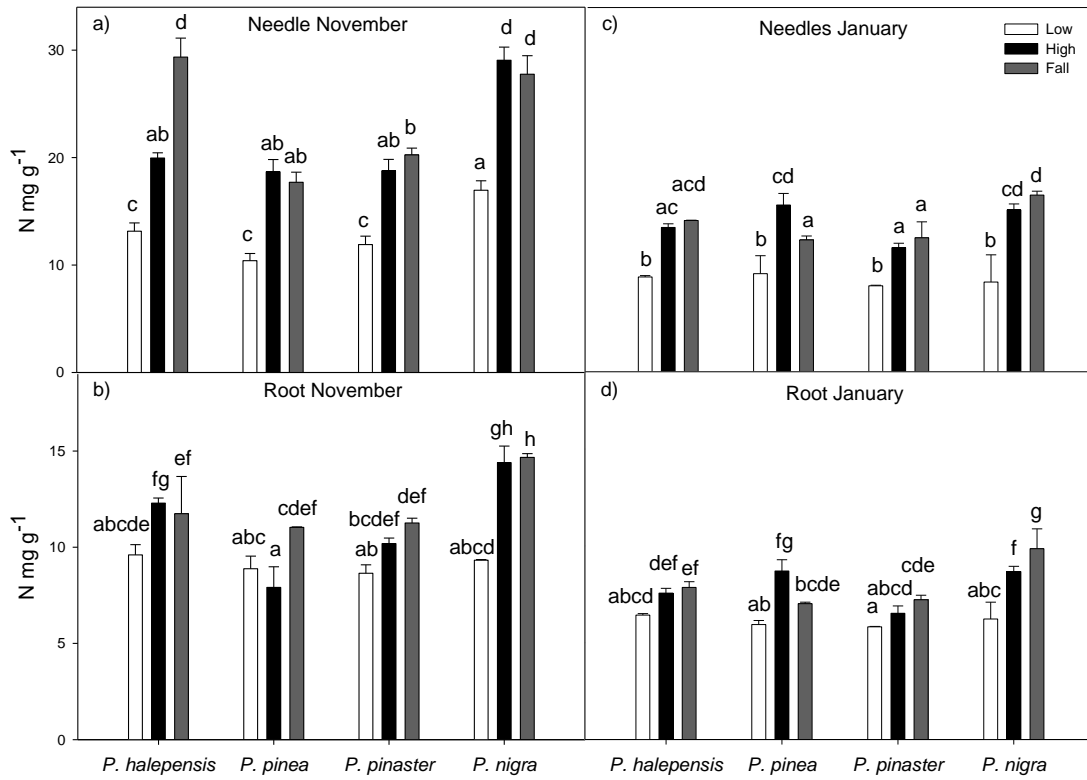 a) Needle November
N mg g-1
30
20
10
0
c ab d
c ab ab
c ab b
a d d
c) Needles January
Low
High
Fall
b ac acd
b cd a
b a a
b cd d
b) Root November
N mg g-1
15
10
5
0
abcde fg ef
abc a cdef
ab bcdef def
abcd gh h
d) Root January
abcd def ef
ab fg bcde
a abcd cde
abc f g
P. halepensis P. pinea P. pinaster P. nigra
P. halepensis P. pinea P. pinaster P. nigra